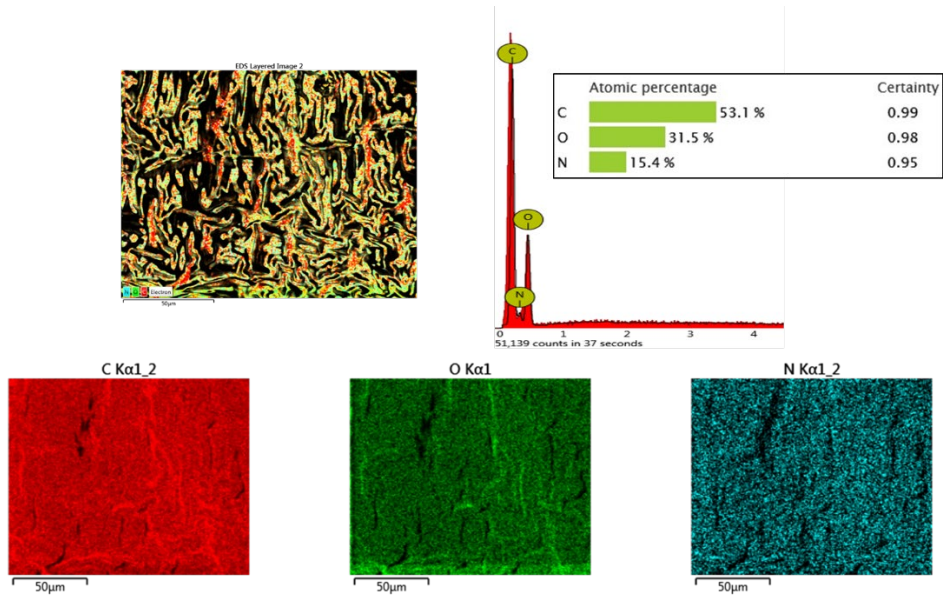 EDS Layered Image 2
N O C Electron
50μm
C
O
N
Atomic percentage Certainty
C 53.1 % 0.99
O 31.5 % 0.98
N 15.4 % 0.95
0 1 2 3 4
51,139 counts in 37 seconds
C Kα1_2
O Kα1
N Kα1_2
50μm
50μm
50μm